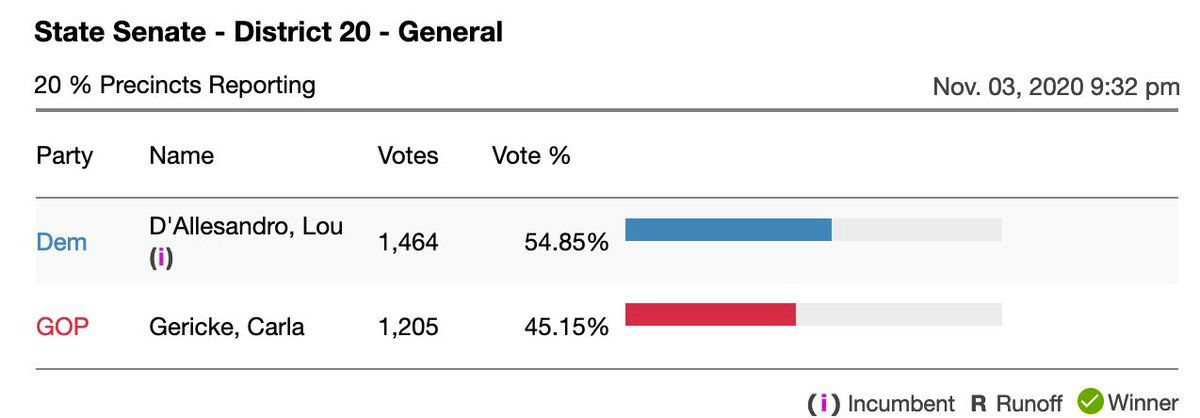 State Senate - District 20 - General
20 % Precincts Reporting
Nov. 03, 2020 9:32 pm
Party Name Votes Vote %
Dem D'Allesandro, Lou (i) 1,464 54.85%
GOP Gericke, Carla 1,205 45.15%
(i) Incumbent R Runoff Winner